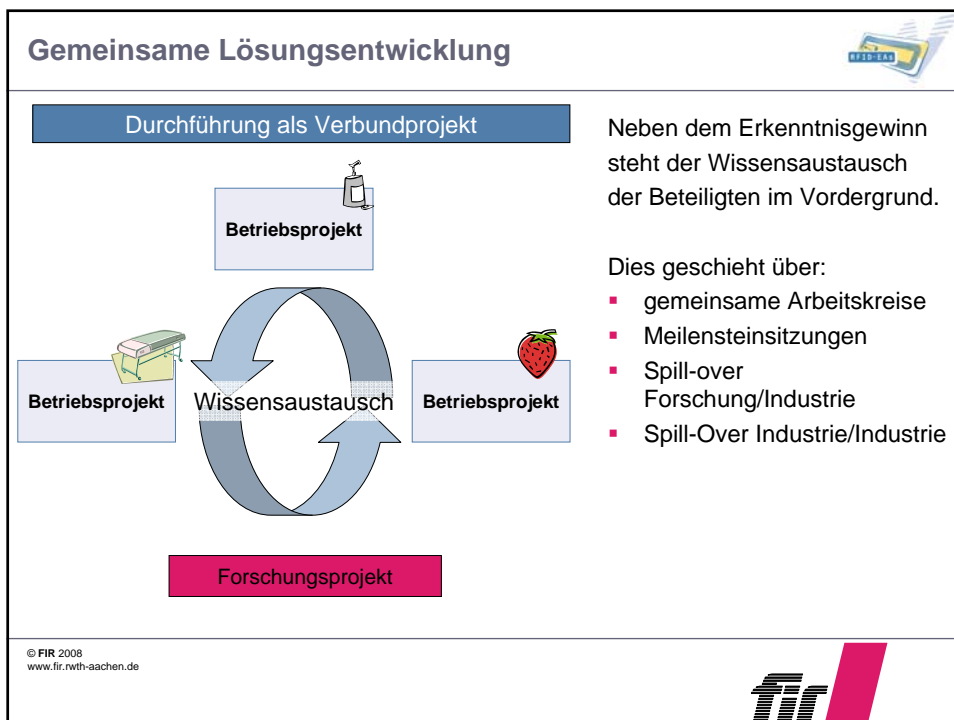 Gemeinsame Lösungsentwicklung
RFID-EAs
Durchführung als Verbundprojekt
Betriebsprojekt
Betriebsprojekt
Wissensaustausch
Betriebsprojekt
Forschungsprojekt
Neben dem Erkenntnisgewinn
steht der Wissensaustausch
der Beteiligten im Vordergrund.
Dies geschieht über:
▪ gemeinsame Arbeitskreise
▪ Meilensteinsitzungen
▪ Spill-over
Forschung/Industrie
▪ Spill-Over Industrie/Industrie
© FIR 2008
www.fir.rwth-aachen.de
fir